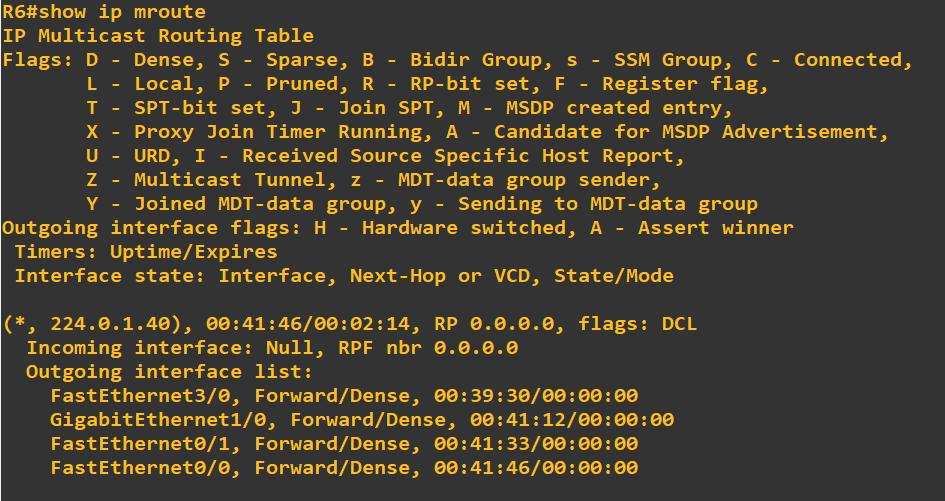 R6#show ip mroute
IP Multicast Routing Table
Flags: D - Dense, S - Sparse, B - Bidir Group, s - SSM Group, C - Connected,
       L - Local, P - Pruned, R - RP-bit set, F - Register flag,
       T - SPT-bit set, J - Join SPT, M - MSDP created entry,
       X - Proxy Join Timer Running, A - Candidate for MSDP Advertisement,
       U - URD, I - Received Source Specific Host Report,
       Z - Multicast Tunnel, z - MDT-data group sender,
       Y - Joined MDT-data group, y - Sending to MDT-data group
Outgoing interface flags: H - Hardware switched, A - Assert winner
 Timers: Uptime/Expires
 Interface state: Interface, Next-Hop or VCD, State/Mode

(*, 224.0.1.40), 00:41:46/00:02:14, RP 0.0.0.0, flags: DCL
  Incoming interface: Null, RPF nbr 0.0.0.0
  Outgoing interface list:
    FastEthernet3/0, Forward/Dense, 00:39:30/00:00:00
    GigabitEthernet1/0, Forward/Dense, 00:41:12/00:00:00
    FastEthernet0/1, Forward/Dense, 00:41:33/00:00:00
    FastEthernet0/0, Forward/Dense, 00:41:46/00:00:00